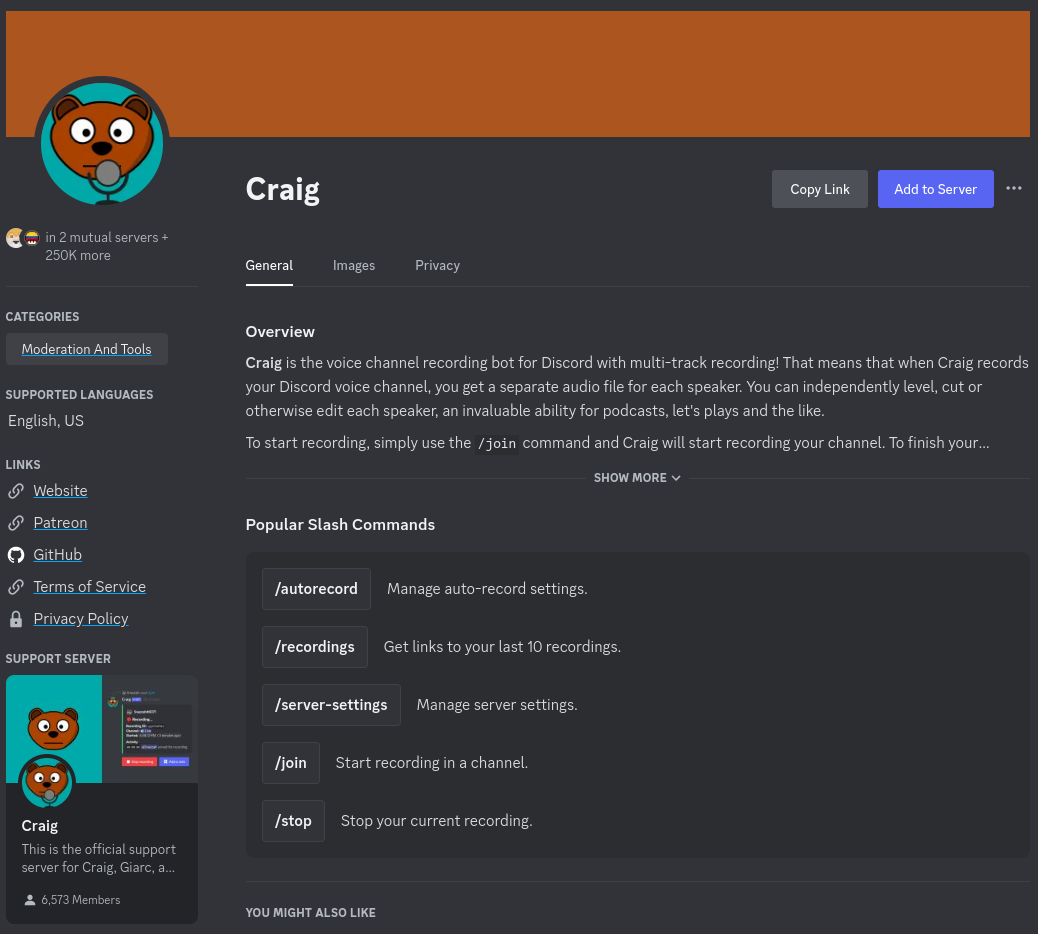 Craig
Copy Link
Add to Server
in 2 mutual servers +
250K more
General
Images
Privacy
CATEGORIES
Moderation And Tools
SUPPORTED LANGUAGES
English, US
LINKS
Website
Patreon
GitHub
Terms of Service
Privacy Policy
SUPPORT SERVER
Craig
This is the official support
server for Craig, Giarc, a...
6,573 Members
Overview
Craig is the voice channel recording bot for Discord with multi-track recording! That means that when Craig records
your Discord voice channel, you get a separate audio file for each speaker. You can independently level, cut or
otherwise edit each speaker, an invaluable ability for podcasts, let's plays and the like.
To start recording, simply use the /join command and Craig will start recording your channel. To finish your...
SHOW MORE
Popular Slash Commands
/autorecord Manage auto-record settings.
/recordings Get links to your last 10 recordings.
/server-settings Manage server settings.
/join Start recording in a channel.
/stop Stop your current recording.
YOU MIGHT ALSO LIKE